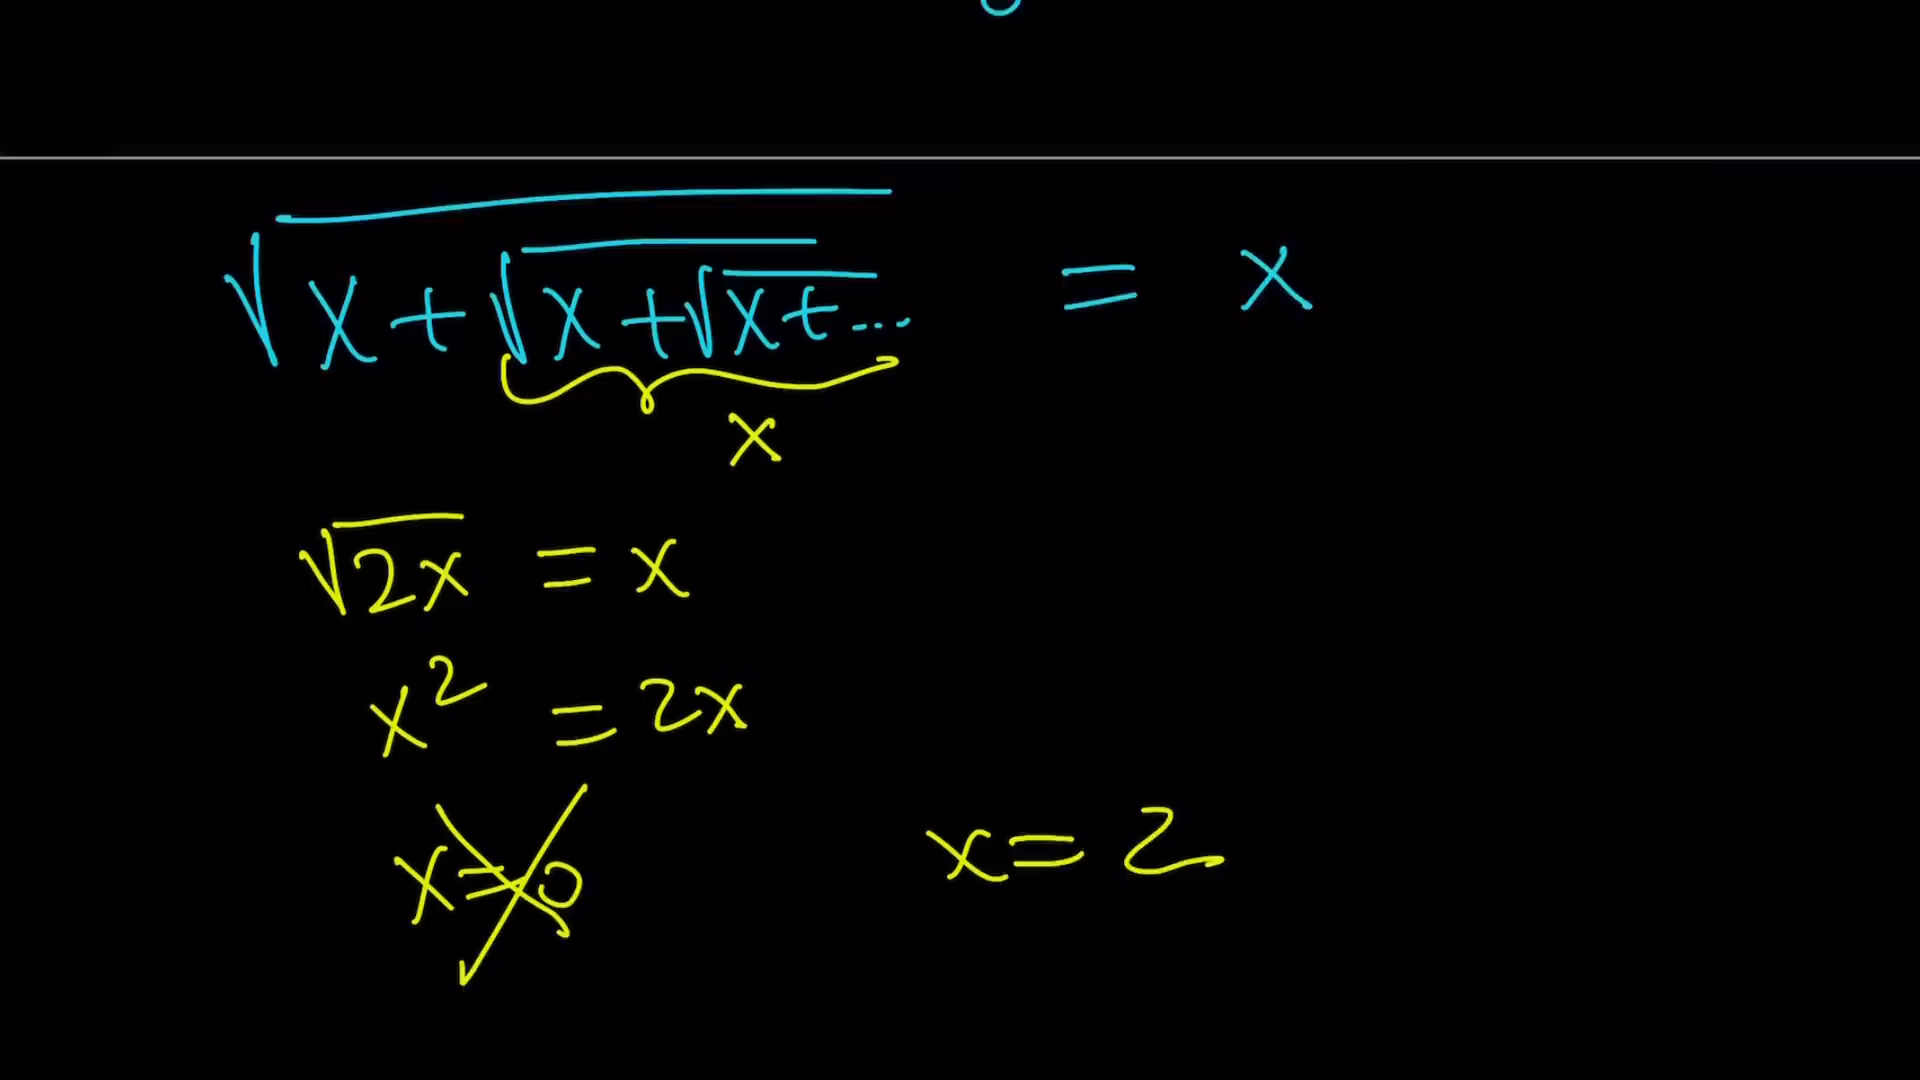 √(x+√(x+√(x+... = x
x
√2x = x
x² = 2x
x=0 x=2